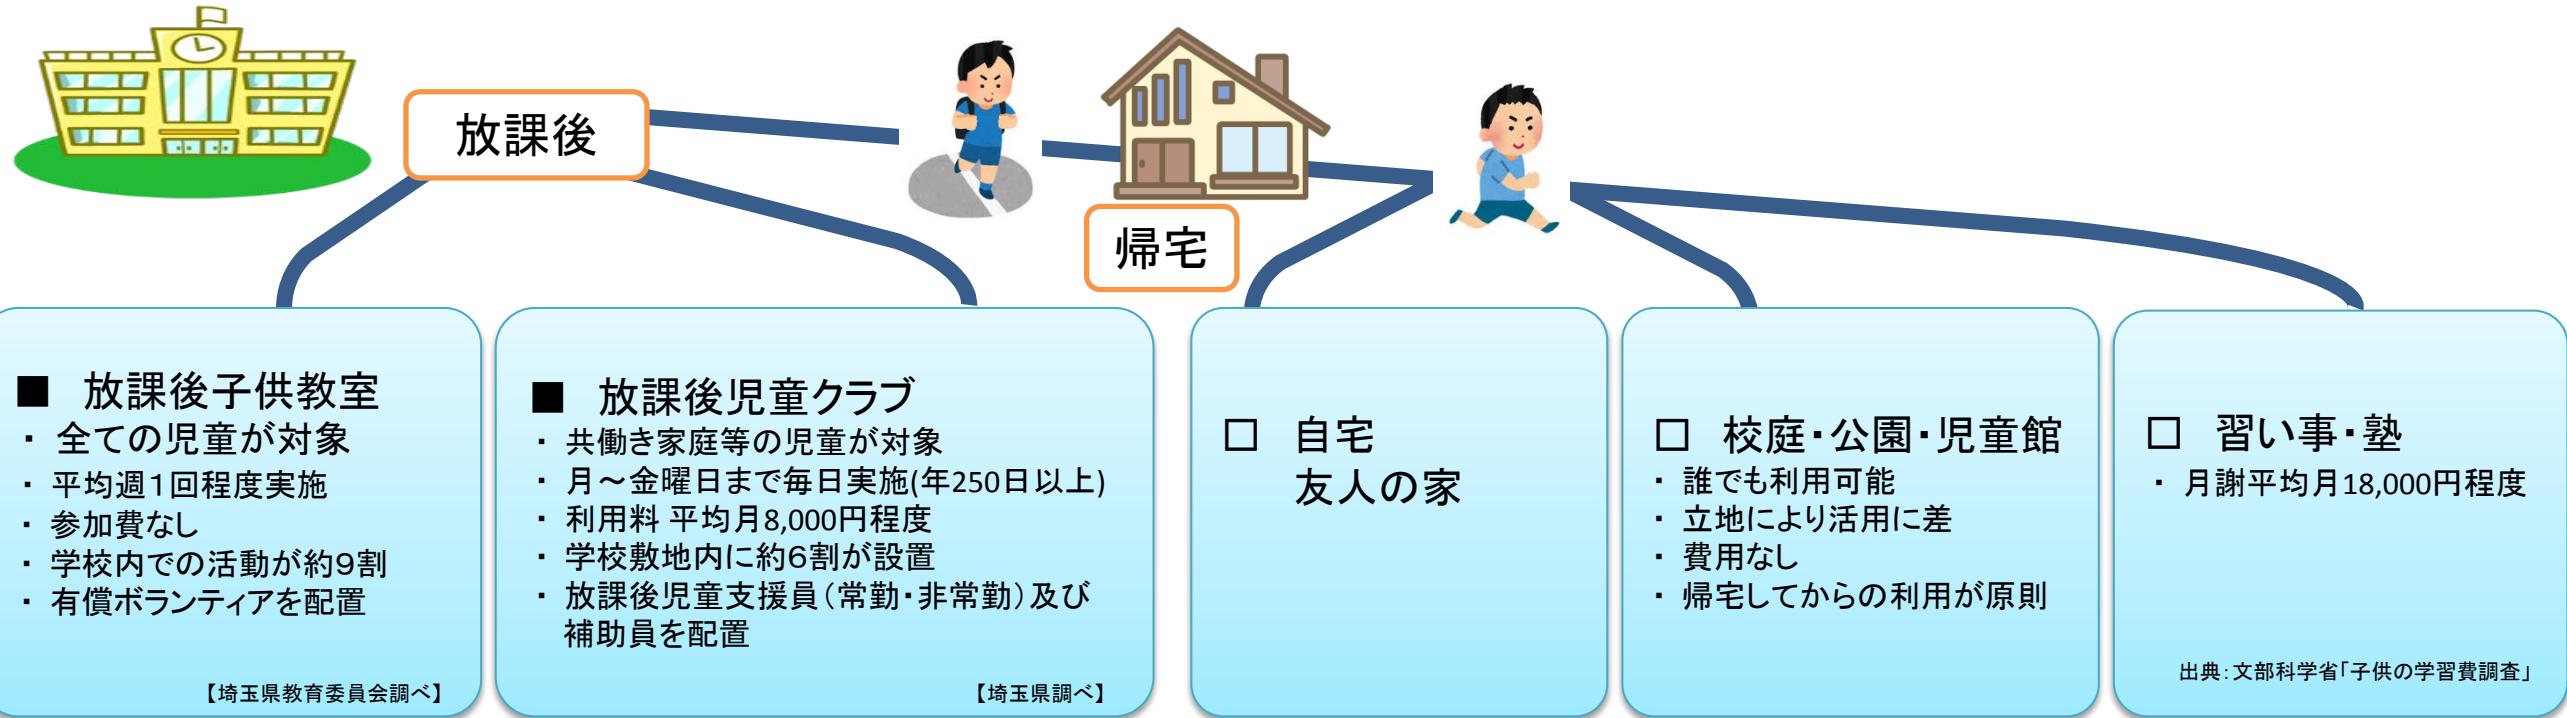 放課後
帰宅
■ 放課後子供教室
・ 全ての児童が対象
・ 平均週１回程度実施
・ 参加費なし
・ 学校内での活動が約９割
・ 有償ボランティアを配置
【埼玉県教育委員会調べ】
■ 放課後児童クラブ
・ 共働き家庭等の児童が対象
・ 月～金曜日まで毎日実施(年250日以上)
・ 利用料 平均月8,000円程度
・ 学校敷地内に約６割が設置
・ 放課後児童支援員（常勤・非常勤）及び
補助員を配置
【埼玉県調べ】
□ 自宅
友人の家
□ 校庭・公園・児童館
・ 誰でも利用可能
・ 立地により活用に差
・ 費用なし
・ 帰宅してからの利用が原則
□ 習い事・塾
・ 月謝平均月18,000円程度
出典：文部科学省「子供の学習費調査」